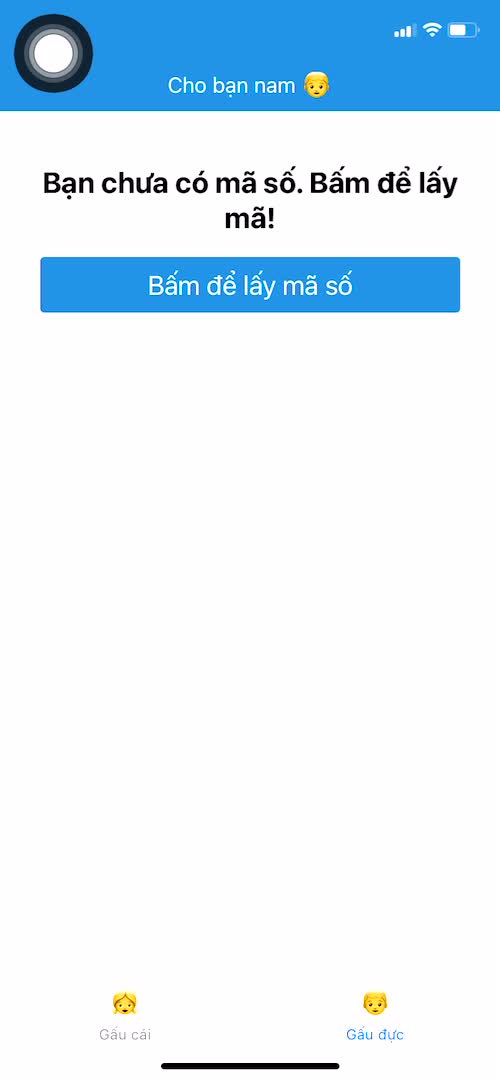 Cho bạn nam 👨
Bạn chưa có mã số. Bấm để lấy
mã!
Bấm để lấy mã số
Gấu cái
Gấu đực